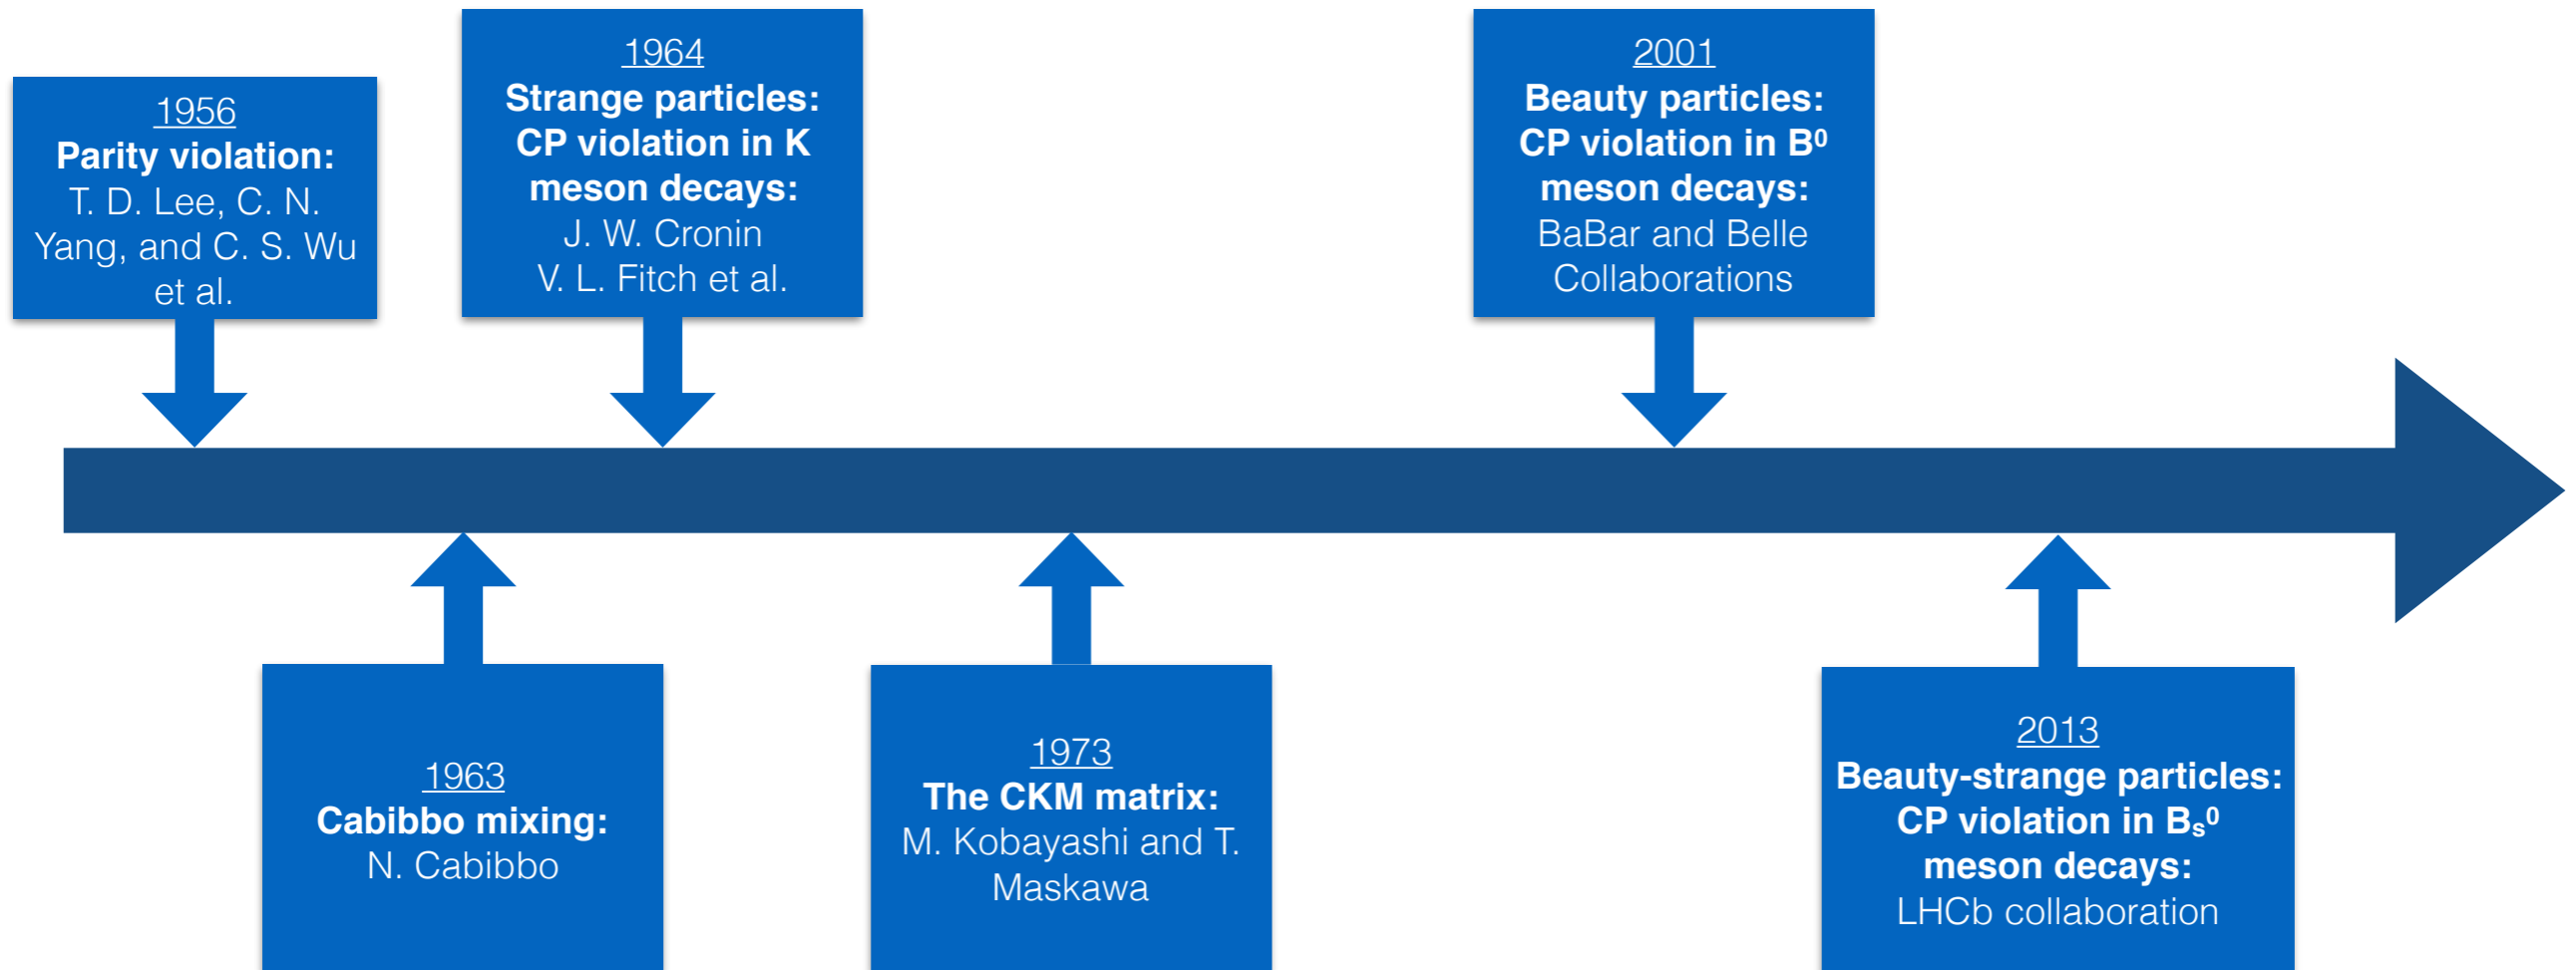 1956
Parity violation:
T. D. Lee, C. N.
Yang, and C. S. Wu
et al.
1964
Strange particles:
CP violation in K
meson decays:
J. W. Cronin
V. L. Fitch et al.
2001
Beauty particles:
CP violation in B⁰
meson decays:
BaBar and Belle
Collaborations
1963
Cabibbo mixing:
N. Cabibbo
1973
The CKM matrix:
M. Kobayashi and T.
Maskawa
2013
Beauty-strange particles:
CP violation in Bₛ⁰
meson decays:
LHCb collaboration